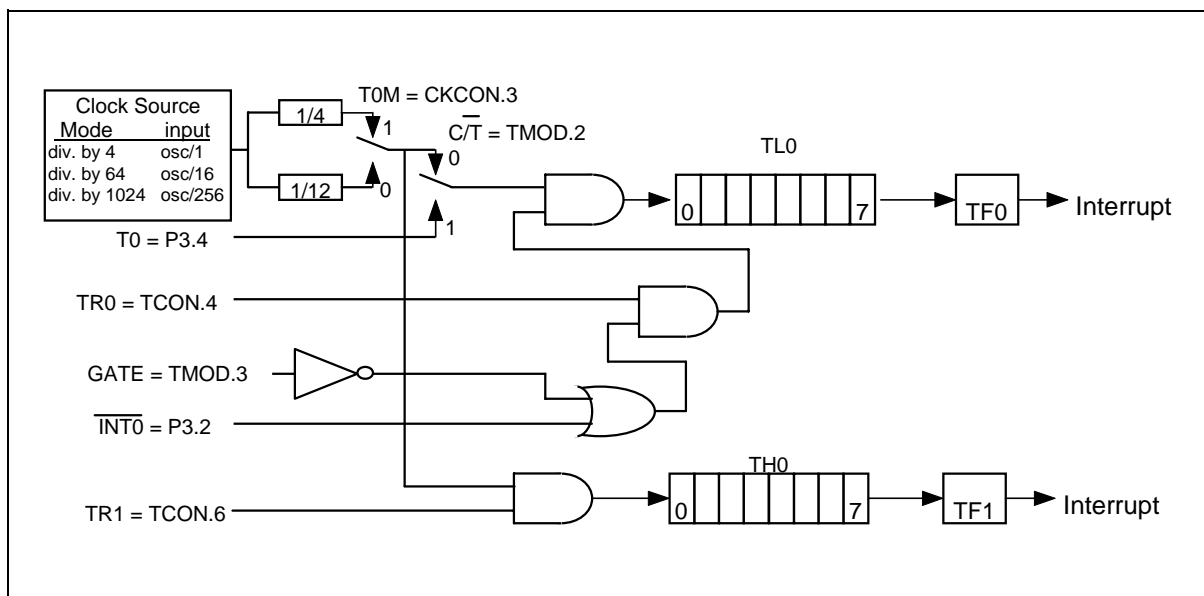 Clock Source
Mode input
div. by 4 osc/1
div. by 64 osc/16
div. by 1024 osc/256
1/4
1/12
T0M = CKCON.3
1
0
C/T̅ = TMOD.2
0
1
T0 = P3.4
TL0
0 7
TF0
Interrupt
TR0 = TCON.4
GATE = TMOD.3
I̅N̅T̅0̅ = P3.2
TR1 = TCON.6
TH0
0 7
TF1
Interrupt